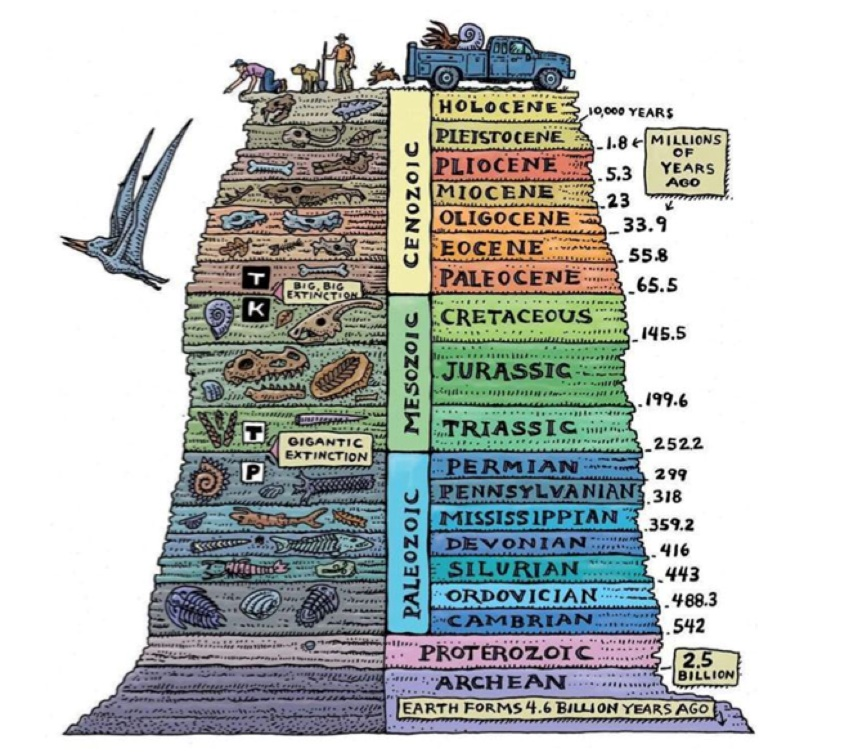 HOLOCENE
10,000 YEARS
PLEISTOCENE
1.8
MILLIONS
OF
YEARS
AGO
PLIOCENE
5.3
MIOCENE
23
OLIGOCENE
33.9
EOCENE
55.8
PALEOCENE
65.5
CENOZOIC
T
BIG, BIG
EXTINCTION
K
CRETACEOUS
145.5
JURASSIC
199.6
MESOZOIC
TRIASSIC
252.2
T
GIGANTIC
EXTINCTION
P
PERMIAN
299
PENNSYLVANIAN
318
MISSISSIPPIAN
359.2
DEVONIAN
416
PALEOZOIC
SILURIAN
443
ORDOVICIAN
488.3
CAMBRIAN
542
PROTEROZOIC
2.5
BILLION
ARCHEAN
EARTH FORMS 4.6 BILLION YEARS AGO